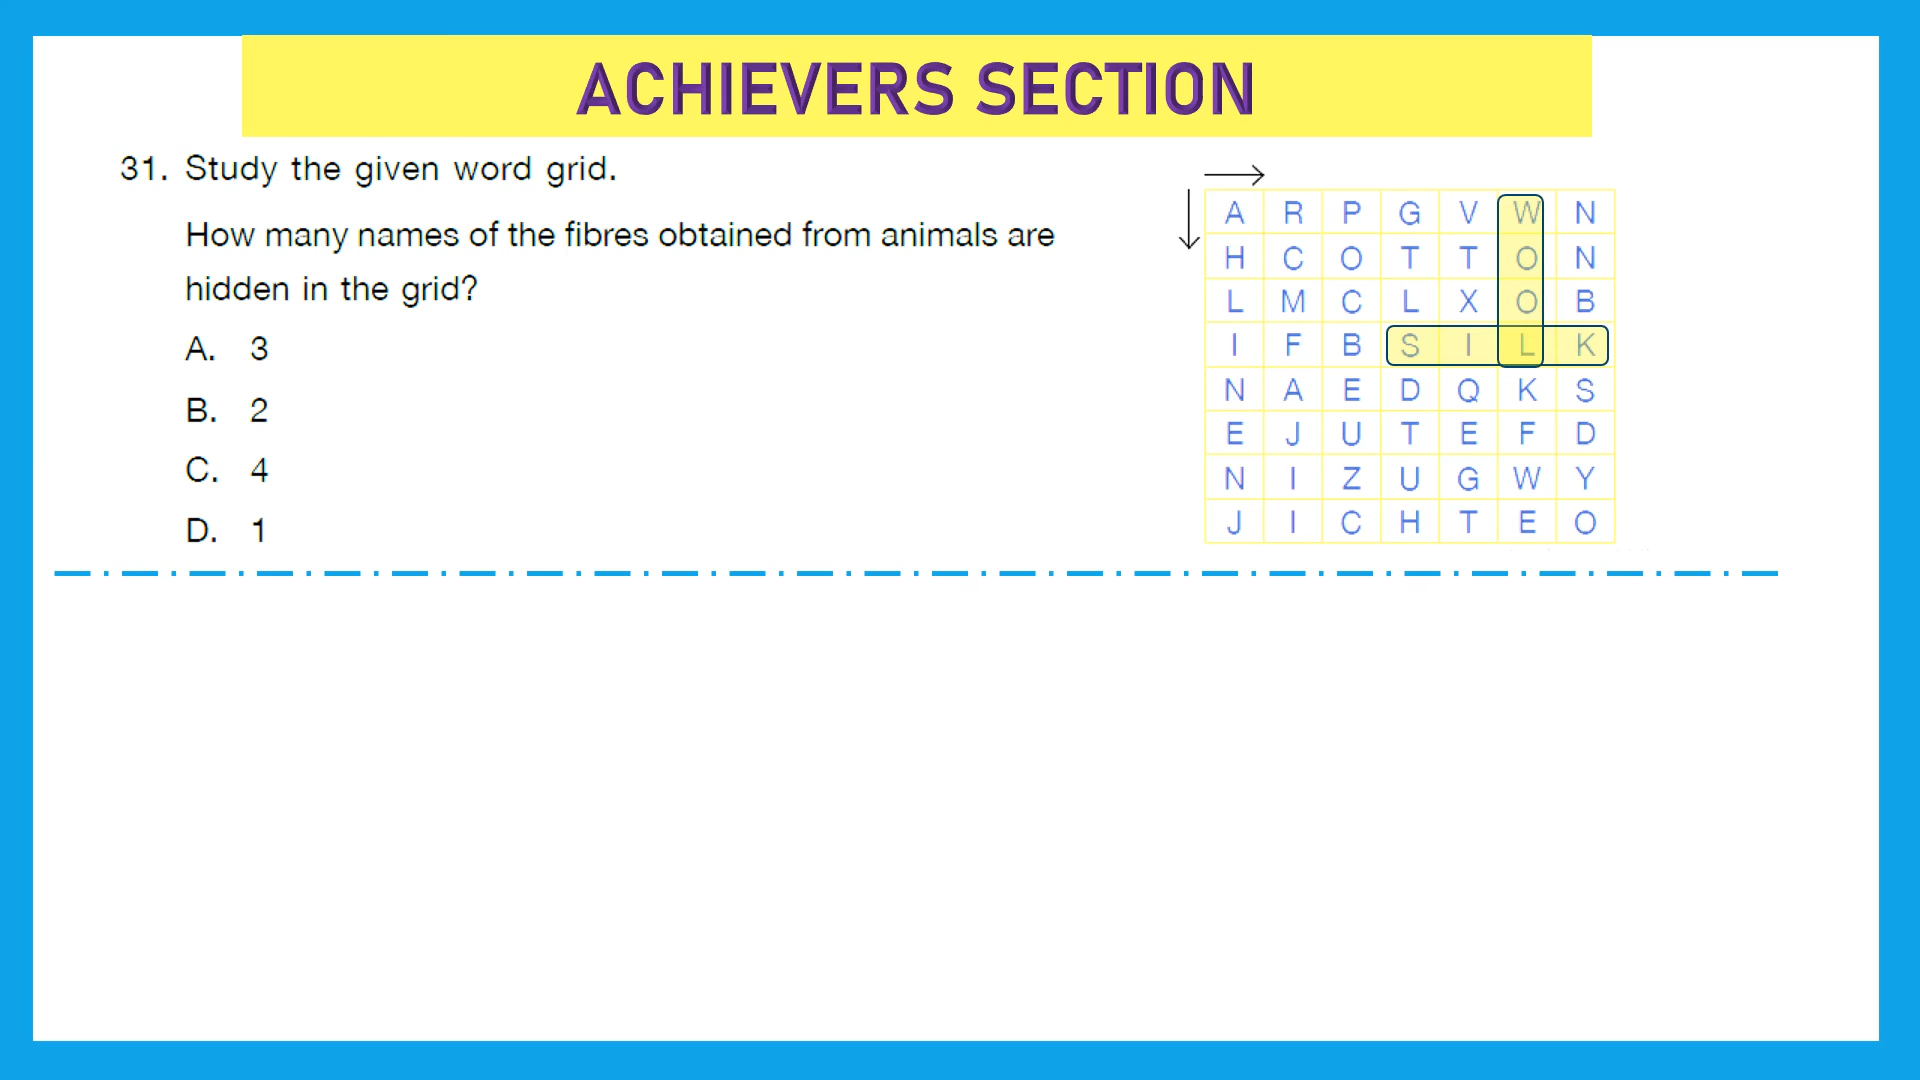 ACHIEVERS SECTION
31. Study the given word grid.
How many names of the fibres obtained from animals are
hidden in the grid?
A. 3
B. 2
C. 4
D. 1
A R P G V W N
H C O T T O N
L M C L X O B
I F B S I L K
N A E D Q K S
E J U T E F D
N I Z U G W Y
J I C H T E O